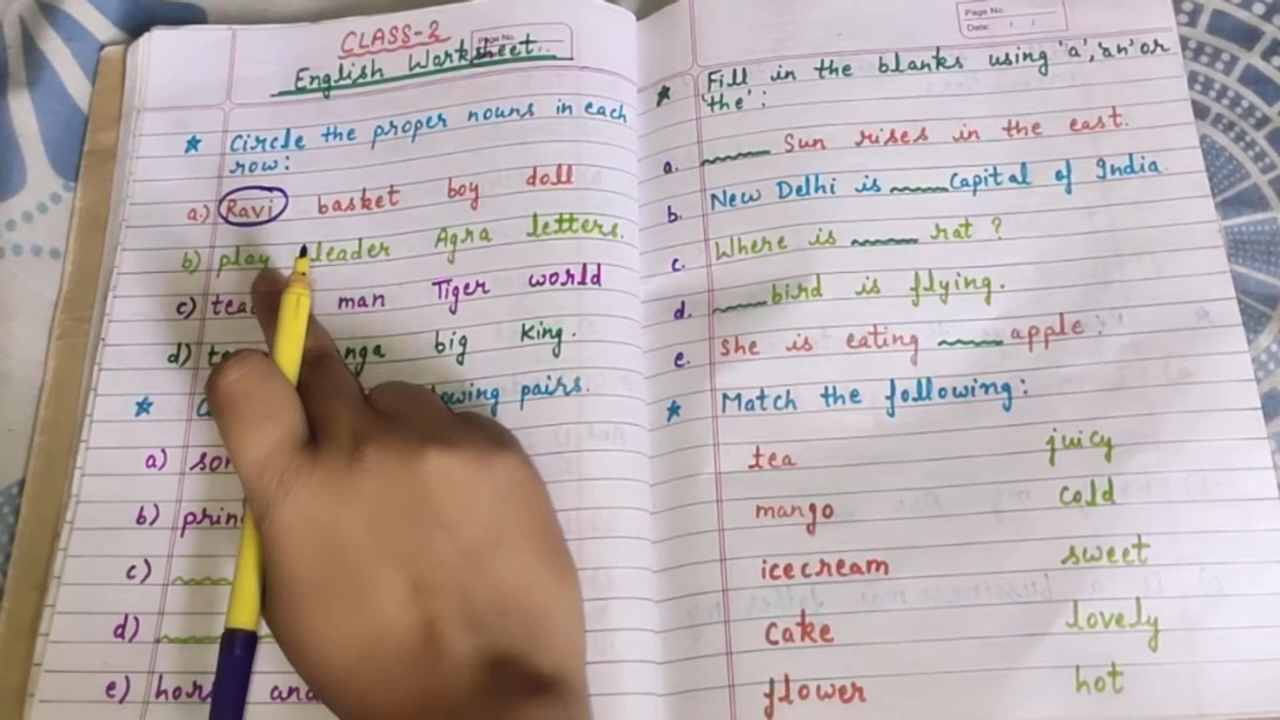 CLASS-2
Page No.
English Worksheet..
★ Circle the proper nouns in each
row:
a.) Ravi basket boy doll
b) play leader Agra letters.
c) man Tiger world
d) big King.
★ pairs.
a)
b)
c)
d)
e) and
Page No.
Date: / /
★ Fill in the blanks using 'a', 'an' or
'the':
a. Sun rises in the east.
b. New Delhi is Capital of India.
c. Where is rat ?
d. bird is flying.
e. She is eating apple.
★ Match the following:
tea juicy
mango cold
icecream sweet
cake lovely
flower hot